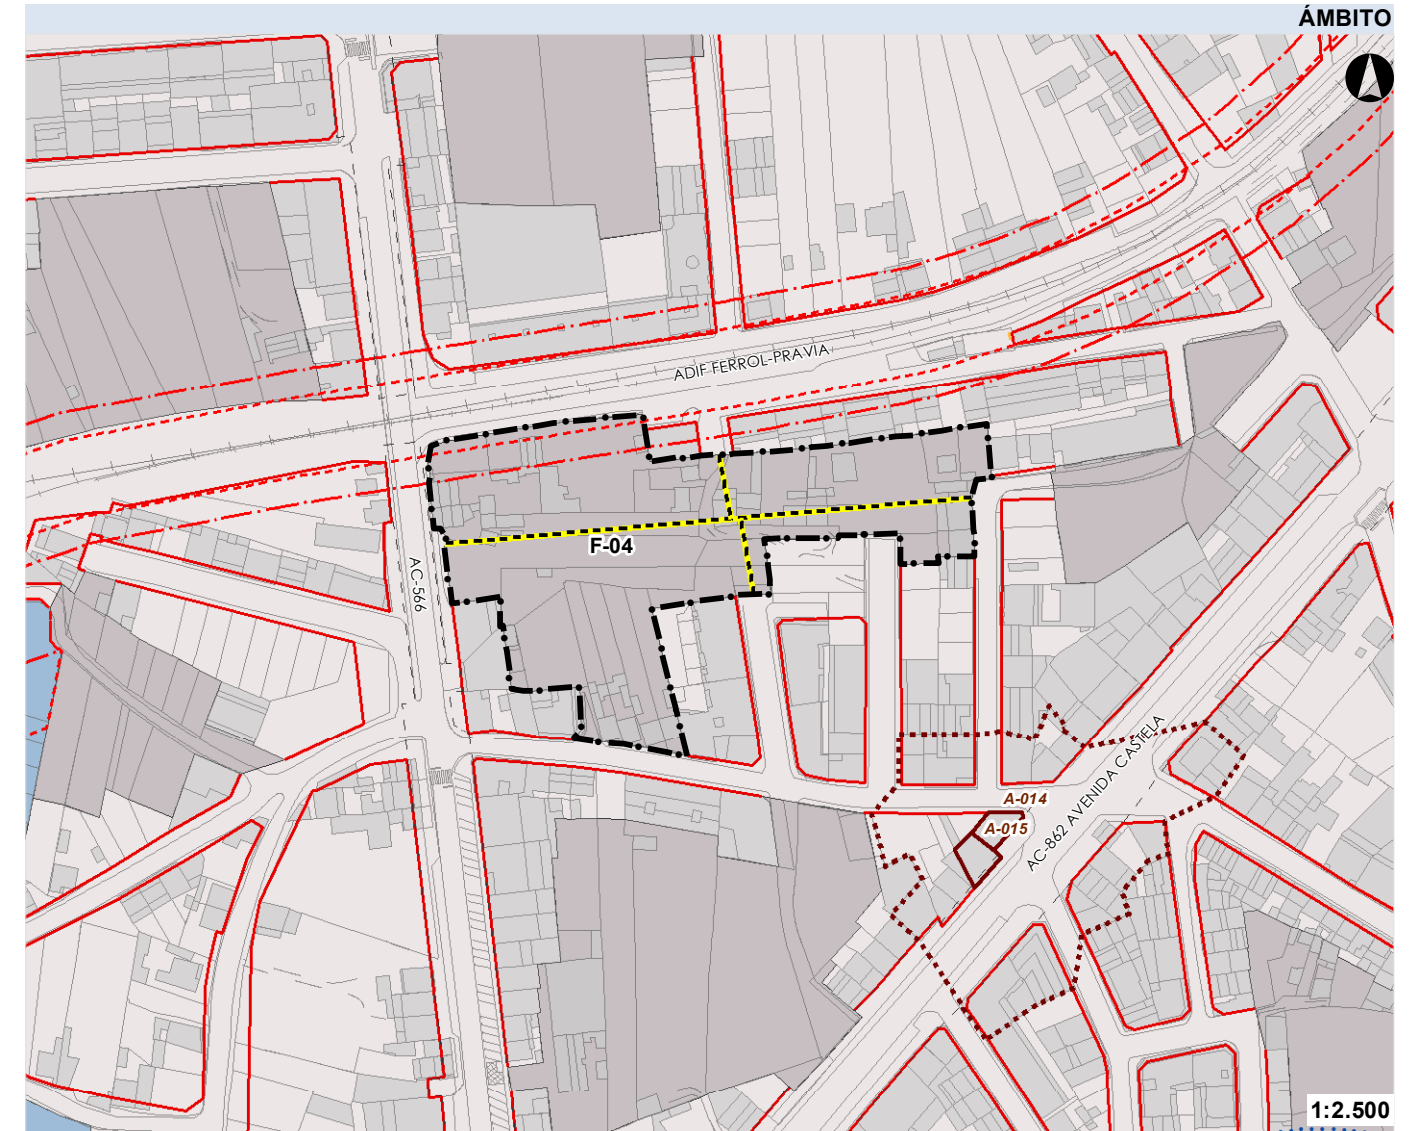 ÁMBITO
ADIF FERROL-PRAVIA
F-04
AC-566
A-014
A-015
AC-862 AVENIDA CASTELA
1:2.500